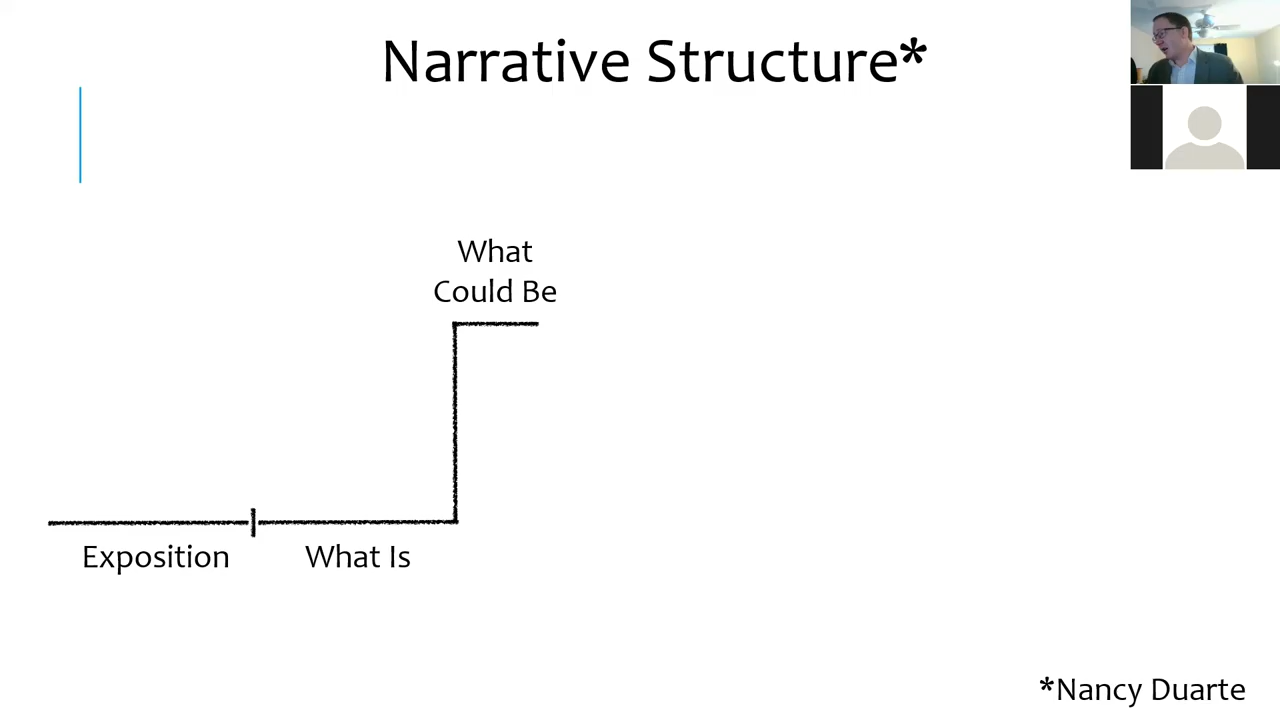 Narrative Structure*
What
Could Be
Exposition
What Is
*Nancy Duarte